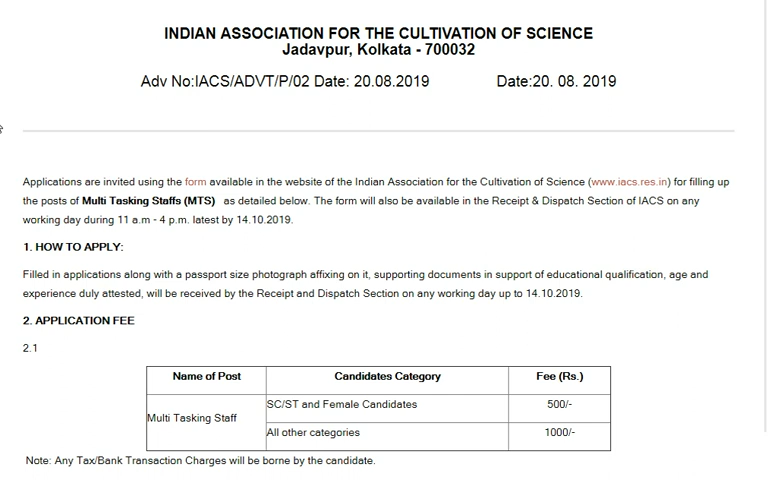 INDIAN ASSOCIATION FOR THE CULTIVATION OF SCIENCE
Jadavpur, Kolkata - 700032
Adv No:IACS/ADVT/P/02 Date: 20.08.2019 Date:20. 08. 2019
Applications are invited using the form available in the website of the Indian Association for the Cultivation of Science (www.iacs.res.in) for filling up
the posts of Multi Tasking Staffs (MTS) as detailed below. The form will also be available in the Receipt & Dispatch Section of IACS on any
working day during 11 a.m - 4 p.m. latest by 14.10.2019.
1. HOW TO APPLY:
Filled in applications along with a passport size photograph affixing on it, supporting documents in support of educational qualification, age and
experience duly attested, will be received by the Receipt and Dispatch Section on any working day up to 14.10.2019.
2. APPLICATION FEE
2.1
Name of Post Candidates Category Fee (Rs.)
Multi Tasking Staff
SC/ST and Female Candidates 500/-
All other categories 1000/-
Note: Any Tax/Bank Transaction Charges will be borne by the candidate.